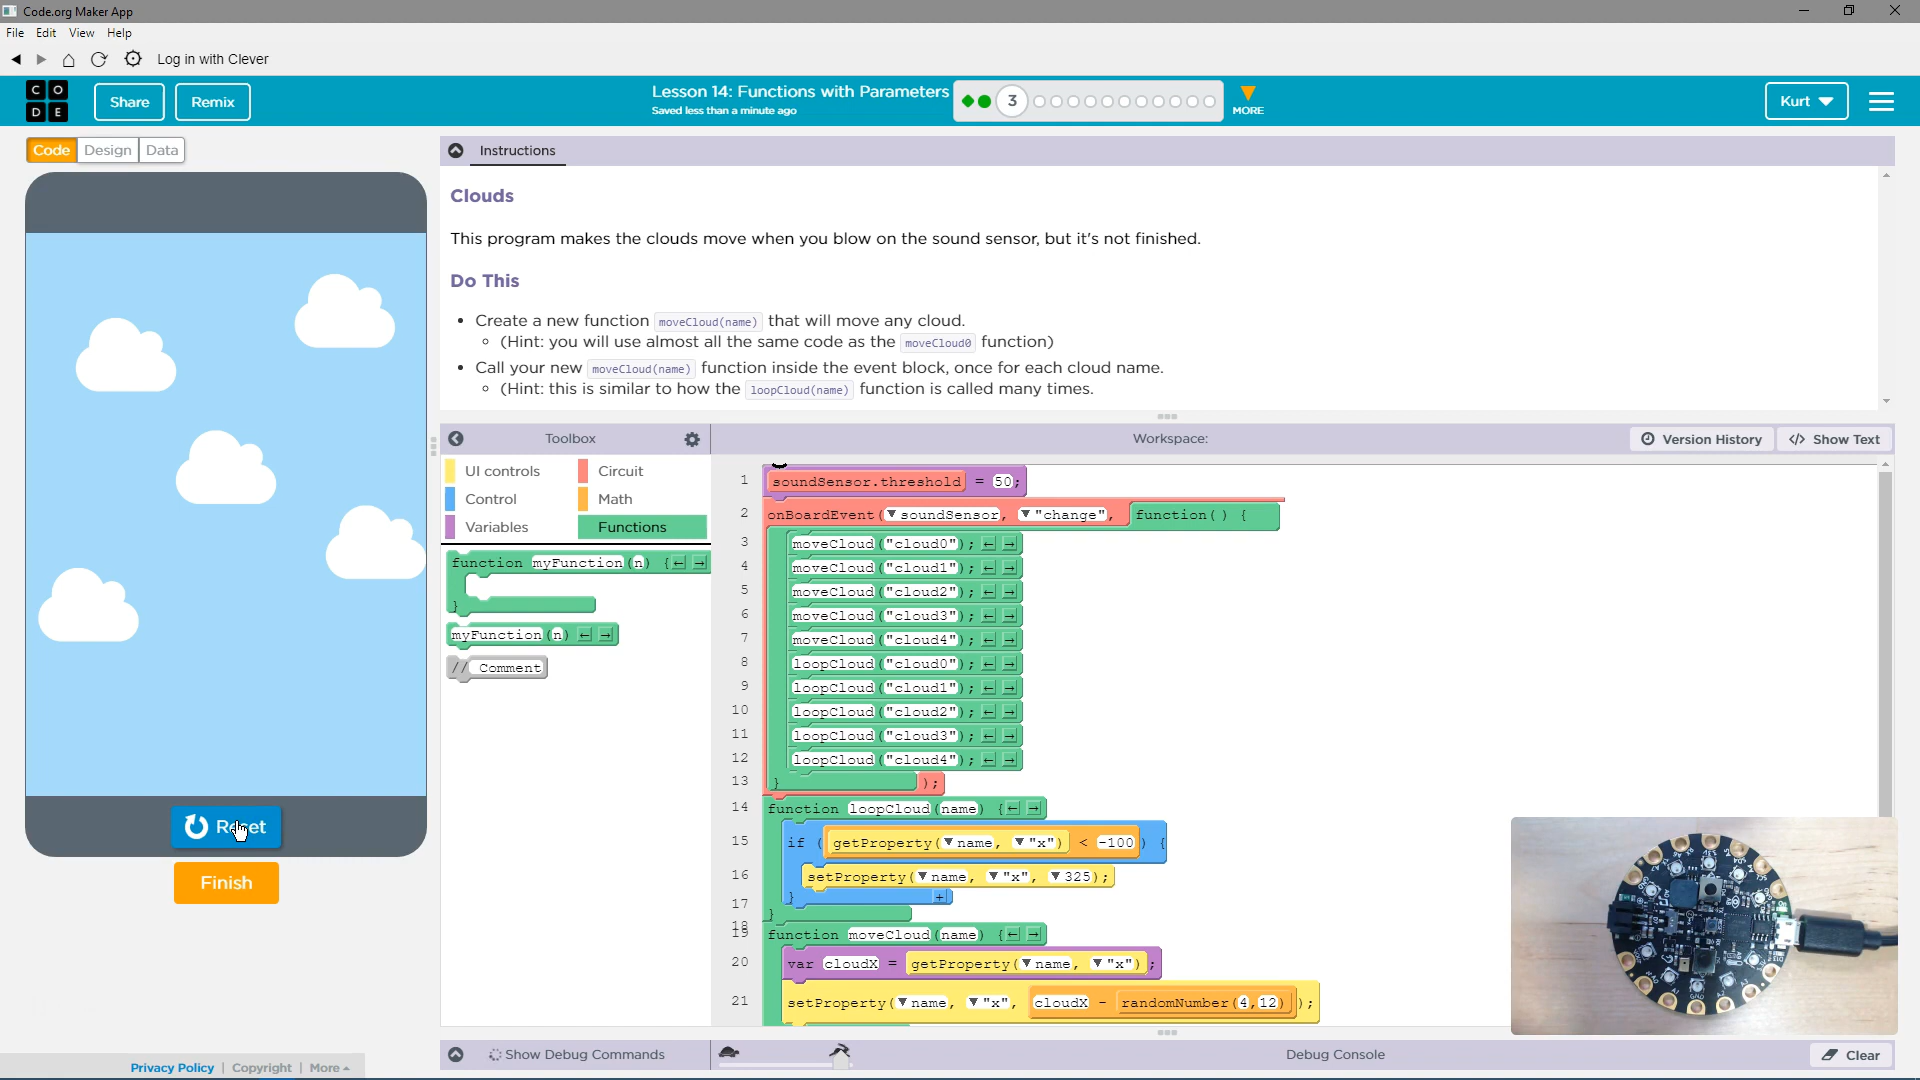 Code.org Maker App
File Edit View Help
Log in with Clever
CODE
Share
Remix
Lesson 14: Functions with Parameters
Saved less than a minute ago
3
MORE
Kurt
Code Design Data
Instructions
Clouds
This program makes the clouds move when you blow on the sound sensor, but it's not finished.
Do This
Create a new function moveCloud(name) that will move any cloud.
(Hint: you will use almost all the same code as the moveCloud0 function)
Call your new moveCloud(name) function inside the event block, once for each cloud name.
(Hint: this is similar to how the loopCloud(name) function is called many times.
Toolbox
Workspace:
Version History
</> Show Text
UI controls
Circuit
Control
Math
Variables
Functions
function myFunction(n) {
}
myFunction(n)
// Comment
1 soundSensor.threshold = 50;
2 onBoardEvent(▼soundSensor, ▼"change", function() {
3 moveCloud("cloud0");
4 moveCloud("cloud1");
5 moveCloud("cloud2");
6 moveCloud("cloud3");
7 moveCloud("cloud4");
8 loopCloud("cloud0");
9 loopCloud("cloud1");
10 loopCloud("cloud2");
11 loopCloud("cloud3");
12 loopCloud("cloud4");
13 } );
14 function loopCloud(name) {
15 if (getProperty(▼name, ▼"x") < -100) {
16 setProperty(▼name, ▼"x", ▼325);
17 } +
18 }
19 function moveCloud(name) {
20 var cloudX = getProperty(▼name, ▼"x");
21 setProperty(▼name, ▼"x", cloudX - randomNumber(4,12));
Reset
Finish
Show Debug Commands
Debug Console
Clear
Privacy Policy | Copyright | More